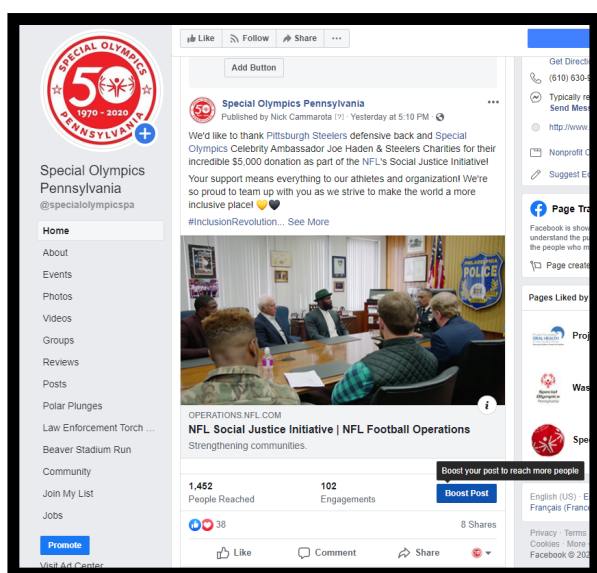 SPECIAL OLYMPICS
50
1970 - 2020
PENNSYLVANIA
Special Olympics
Pennsylvania
@specialolympicspa
Home
About
Events
Photos
Videos
Groups
Reviews
Posts
Polar Plunges
Law Enforcement Torch ...
Beaver Stadium Run
Community
Join My List
Jobs
Promote
Visit Ad Center
Like
Follow
Share
...
Add Button
Special Olympics Pennsylvania
Published by Nick Cammarota [?] · Yesterday at 5:10 PM ·
We'd like to thank Pittsburgh Steelers defensive back and Special
Olympics Celebrity Ambassador Joe Haden & Steelers Charities for their
incredible $5,000 donation as part of the NFL's Social Justice Initiative!
Your support means everything to our athletes and organization! We're
so proud to team up with you as we strive to make the world a more
inclusive place! 💛🖤
#InclusionRevolution... See More
PHILADELPHIA
POLICE
OPERATIONS.NFL.COM
NFL Social Justice Initiative | NFL Football Operations
Strengthening communities.
Boost your post to reach more people
1,452
People Reached
102
Engagements
Boost Post
38
8 Shares
Like
Comment
Share
Get Directi
(610) 630-9
Typically re
Send Mess
http://www.
Nonprofit O
Suggest Ed
Page Tra
Facebook is show
understand the pu
the people who m
Page create
Pages Liked by
Proj
Was
Spe
English (US) · E
Français (France
Privacy · Terms
Cookies · More
Facebook © 202